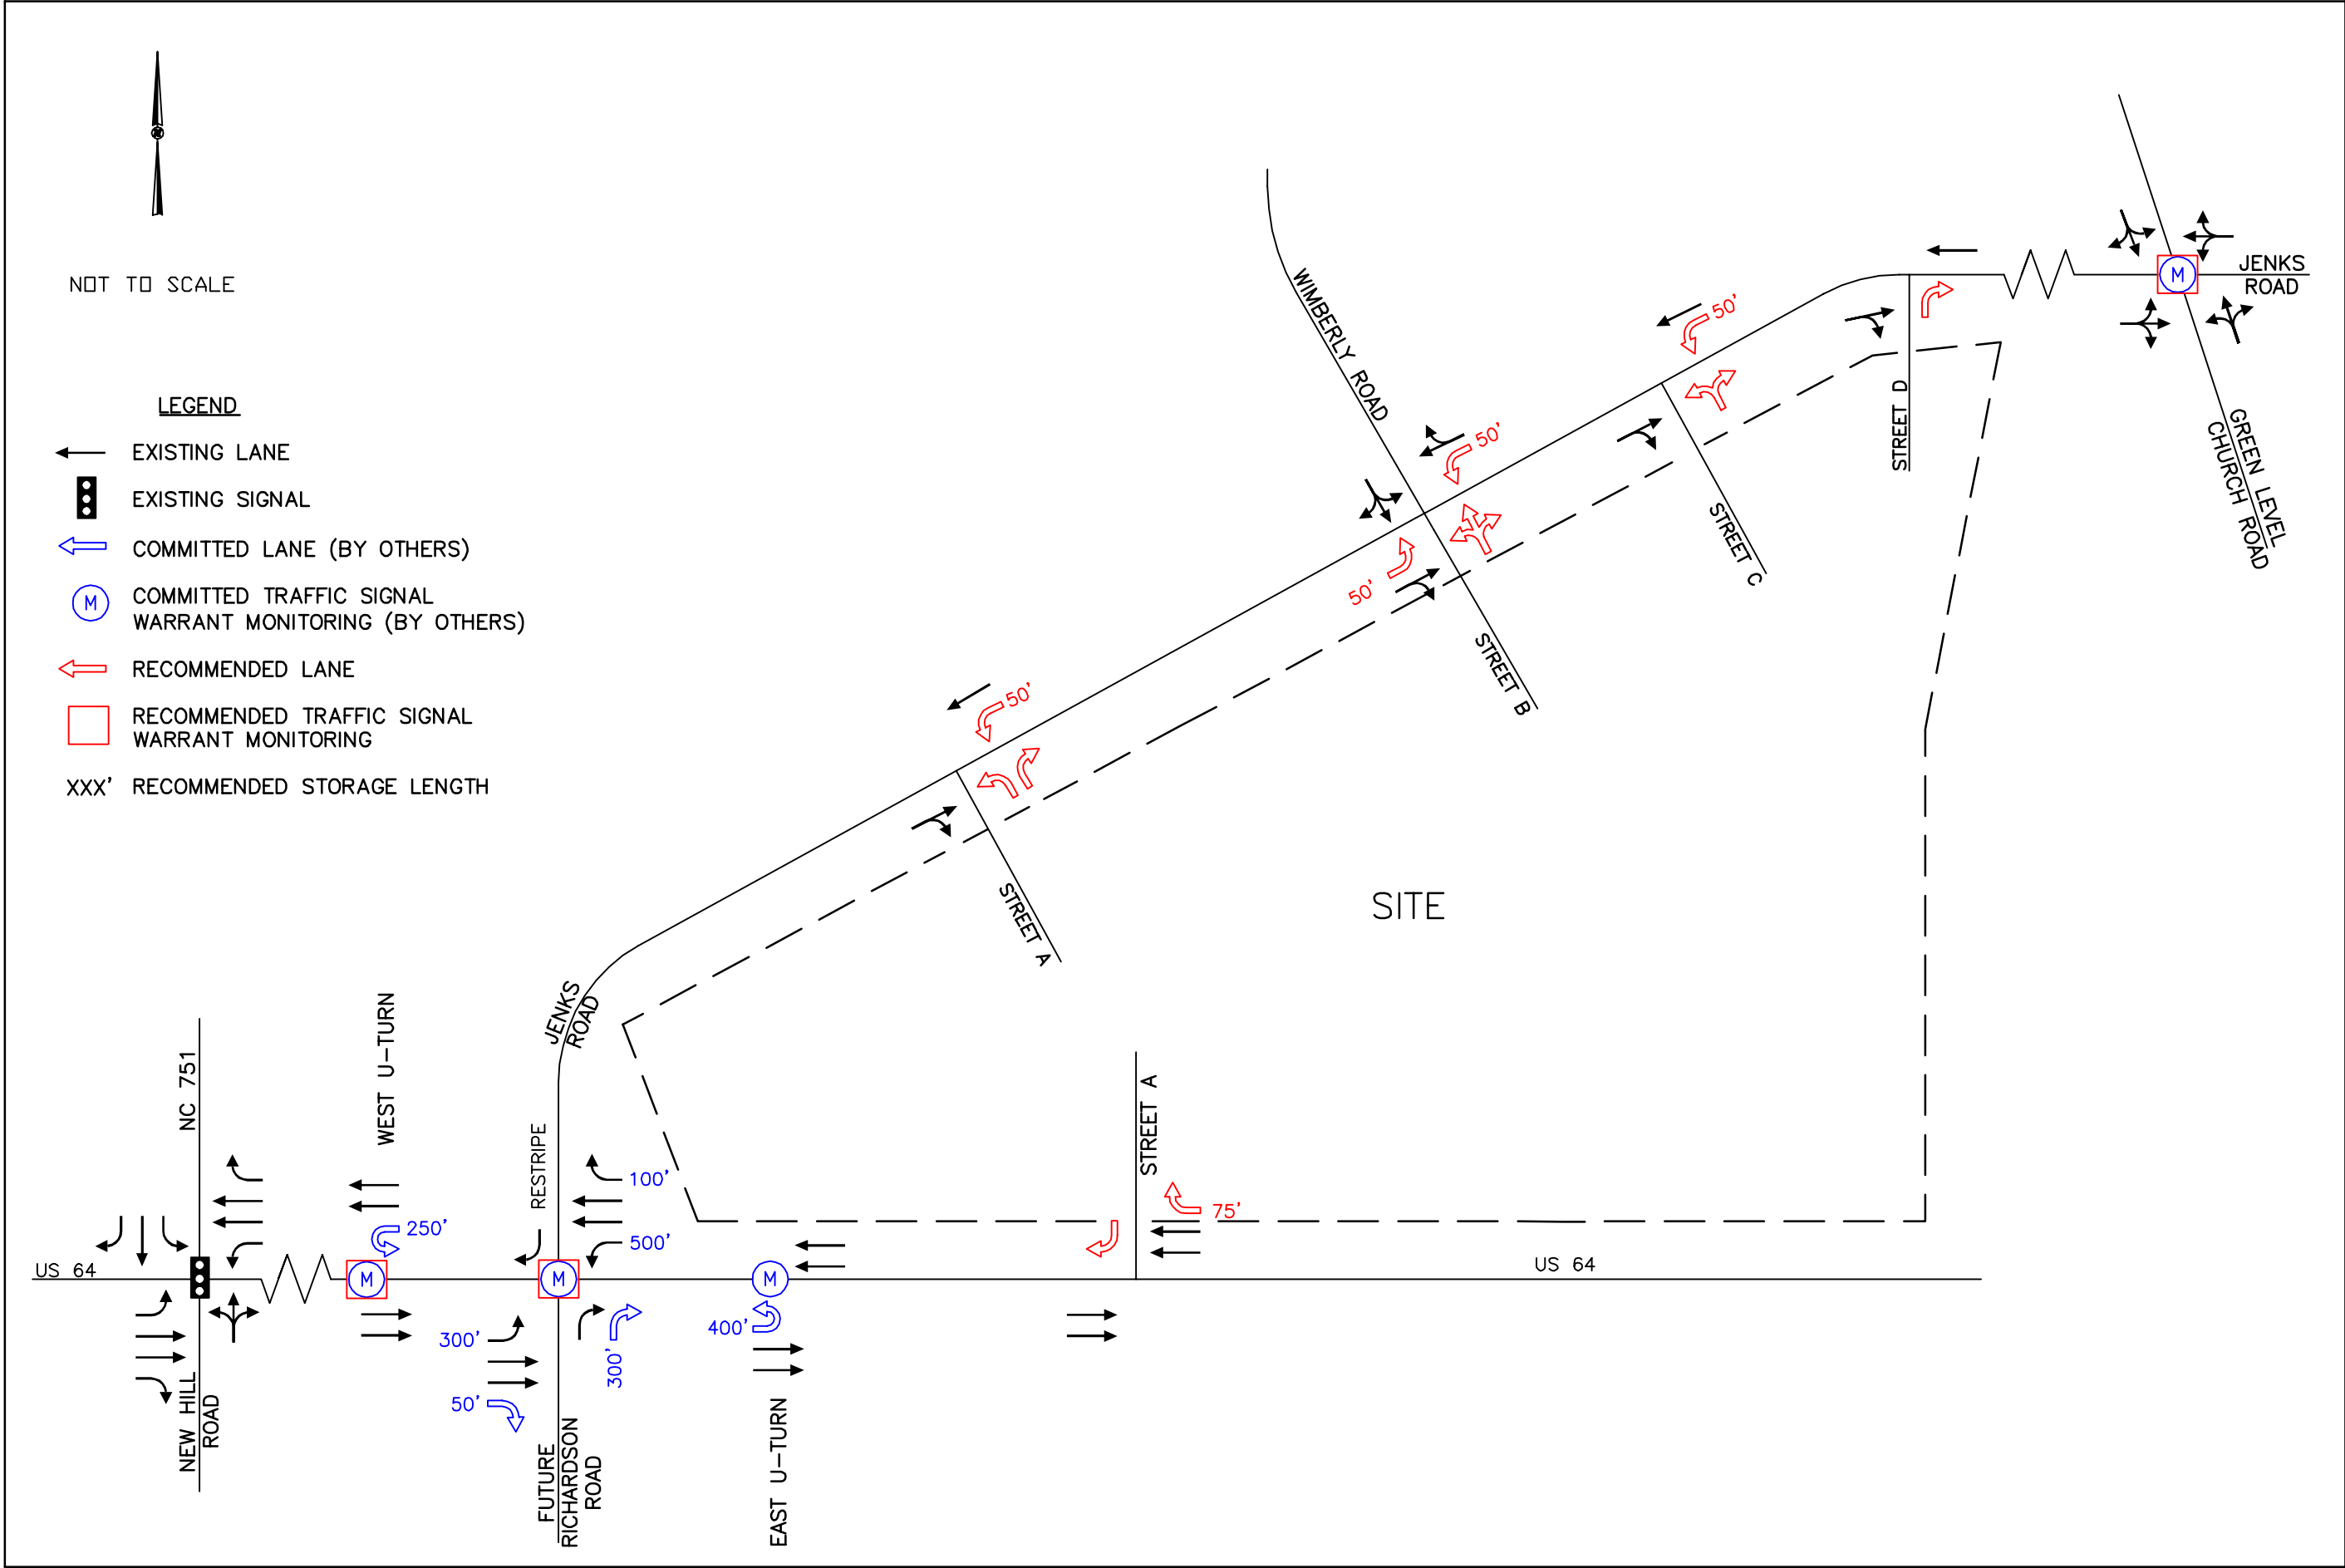 NOT TO SCALE
LEGEND
EXISTING LANE
EXISTING SIGNAL
COMMITTED LANE (BY OTHERS)
M
COMMITTED TRAFFIC SIGNAL
WARRANT MONITORING (BY OTHERS)
RECOMMENDED LANE
RECOMMENDED TRAFFIC SIGNAL
WARRANT MONITORING
XXX' RECOMMENDED STORAGE LENGTH
WIMBERLY ROAD
50'
50'
50'
50'
50'
STREET A
STREET B
STREET C
STREET D
M
JENKS
ROAD
GREEN LEVEL
CHURCH ROAD
SITE
JENKS
ROAD
NC 751
WEST U-TURN
RESTRIPE
STREET A
100'
75'
250'
500'
US 64
M
M
M
US 64
300'
400'
300'
50'
NEW HILL
ROAD
FUTURE
RICHARDSON
ROAD
EAST U-TURN